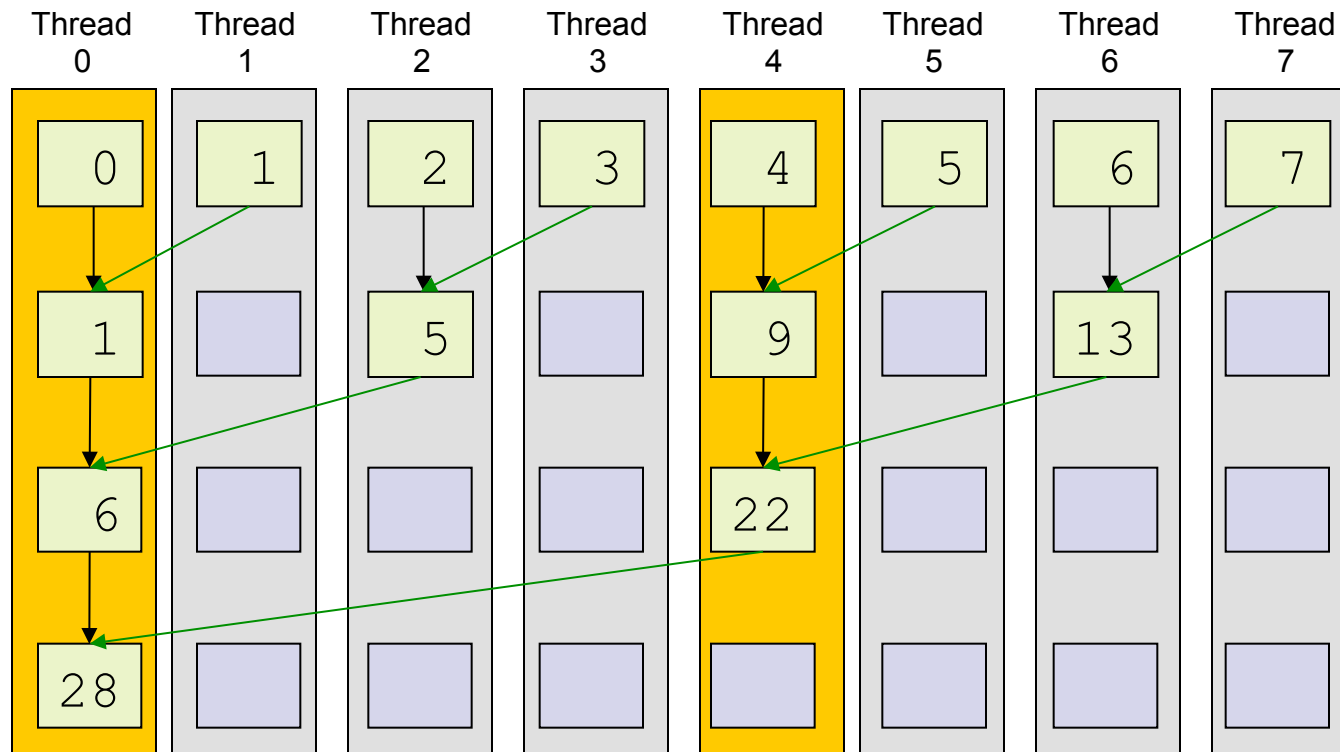 Thread 0
Thread 1
Thread 2
Thread 3
Thread 4
Thread 5
Thread 6
Thread 7
0 1 2 3 4 5 6 7
1 5 9 13
6 22
28